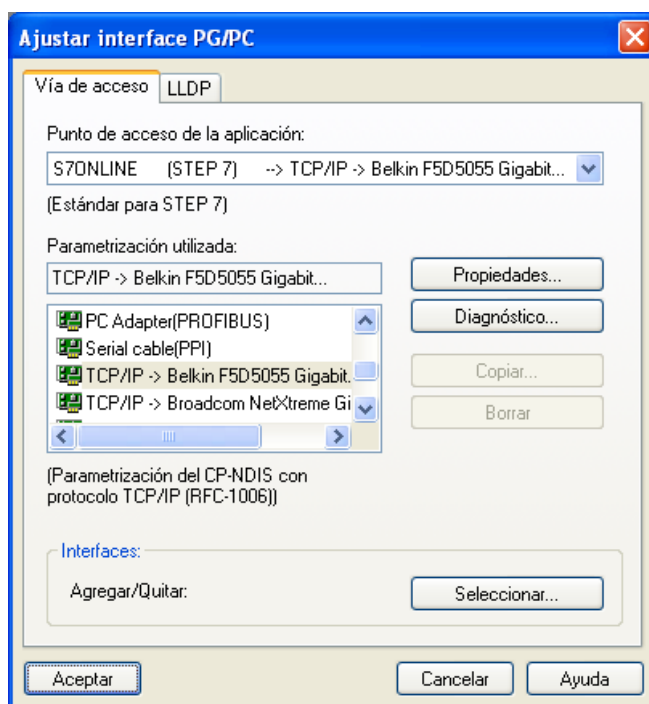 Ajustar interface PG/PC
Vía de acceso LLDP
Punto de acceso de la aplicación:
S7ONLINE (STEP 7) --> TCP/IP -> Belkin F5D5055 Gigabit...
(Estándar para STEP 7)
Parametrización utilizada:
TCP/IP -> Belkin F5D5055 Gigabit...
Propiedades...
PC Adapter(PROFIBUS)
Serial cable(PPI)
TCP/IP -> Belkin F5D5055 Gigabit.
TCP/IP -> Broadcom NetXtreme Gi
Diagnóstico...
Copiar...
Borrar
(Parametrización del CP-NDIS con
protocolo TCP/IP (RFC-1006))
Interfaces:
Agregar/Quitar: Seleccionar...
Aceptar Cancelar Ayuda